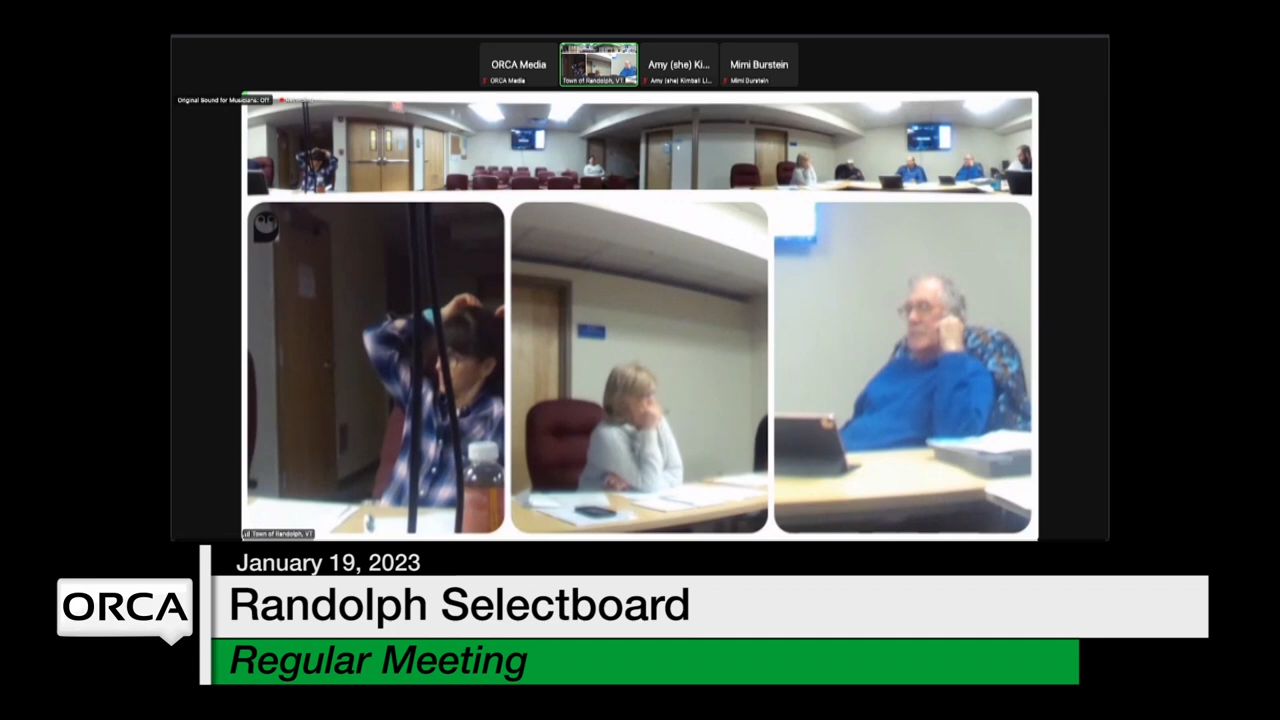 ORCA Media
Amy (she) Ki...
Mimi Burstein
ORCA Media
Town of Randolph, VT
Amy (she) Kimball Li...
Mimi Burstein
Original Sound for Musicians: Off
Town of Randolph, VT
January 19, 2023
ORCA
Randolph Selectboard
Regular Meeting